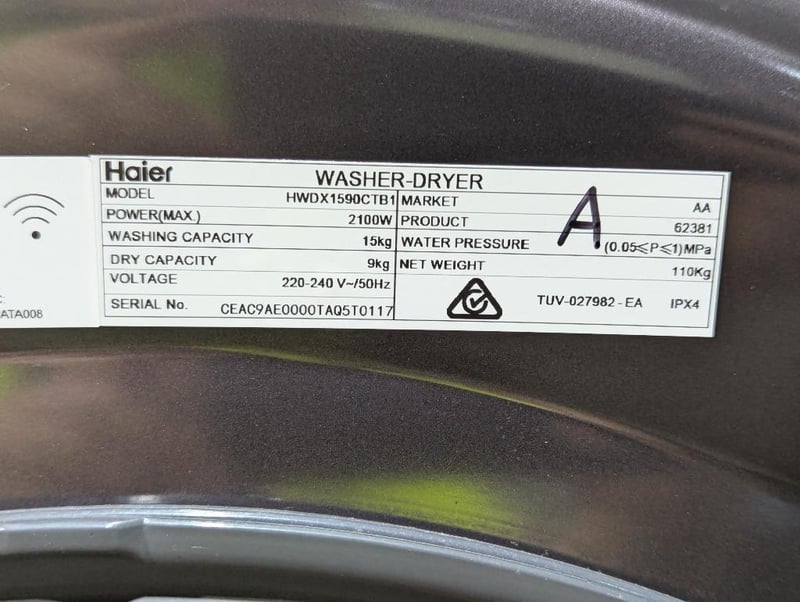 Haier WASHER-DRYER
MODEL HWDX1590CTB1 MARKET AA
POWER(MAX.) 2100W PRODUCT 62381
WASHING CAPACITY 15kg WATER PRESSURE (0.05≤P≤1)MPa
DRY CAPACITY 9kg NET WEIGHT 110Kg
VOLTAGE 220-240 V~/50Hz
SERIAL No. CEAC9AE0000TAQ5T0117 TUV-027982-EA IPX4
A
C:
ATA008